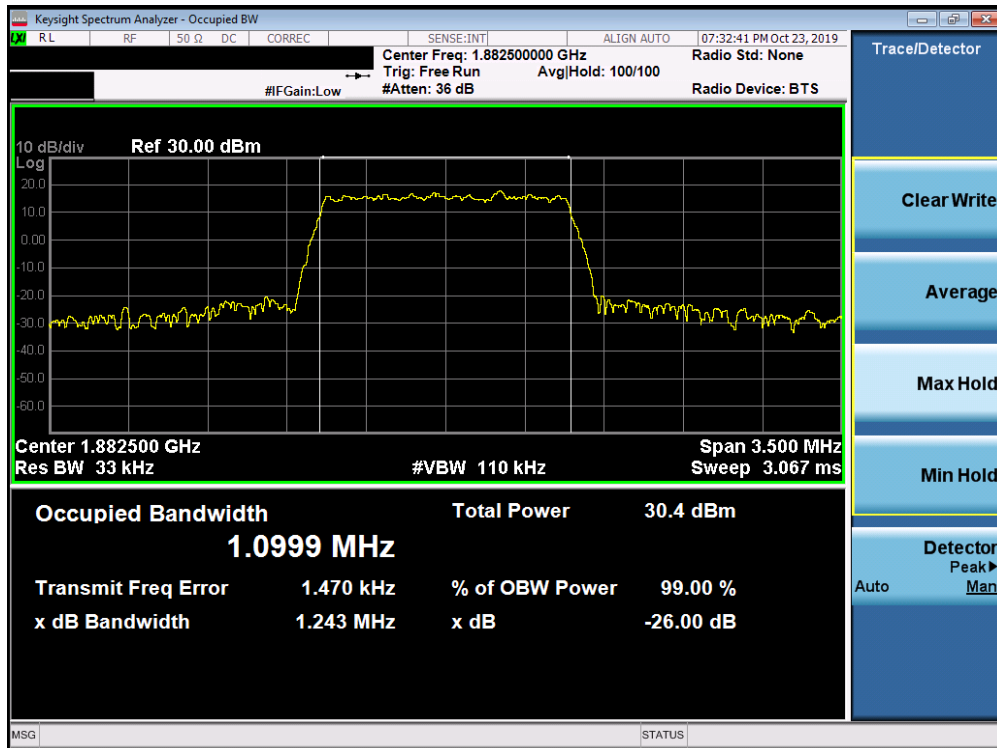 Keysight Spectrum Analyzer - Occupied BW
LXI RL RF 50 Ω DC CORREC SENSE:INT ALIGN AUTO 07:32:41 PM Oct 23, 2019
Center Freq: 1.882500000 GHz Radio Std: None
Trig: Free Run Avg|Hold: 100/100
#IFGain:Low #Atten: 36 dB Radio Device: BTS
10 dB/div Ref 30.00 dBm
Log
20.0
10.0
0.00
-10.0
-20.0
-30.0
-40.0
-50.0
-60.0
Center 1.882500 GHz Span 3.500 MHz
Res BW 33 kHz #VBW 110 kHz Sweep 3.067 ms
Occupied Bandwidth Total Power 30.4 dBm
1.0999 MHz
Transmit Freq Error 1.470 kHz % of OBW Power 99.00 %
x dB Bandwidth 1.243 MHz x dB -26.00 dB
Trace/Detector
Clear Write
Average
Max Hold
Min Hold
Detector
Peak▶
Auto Man
MSG STATUS